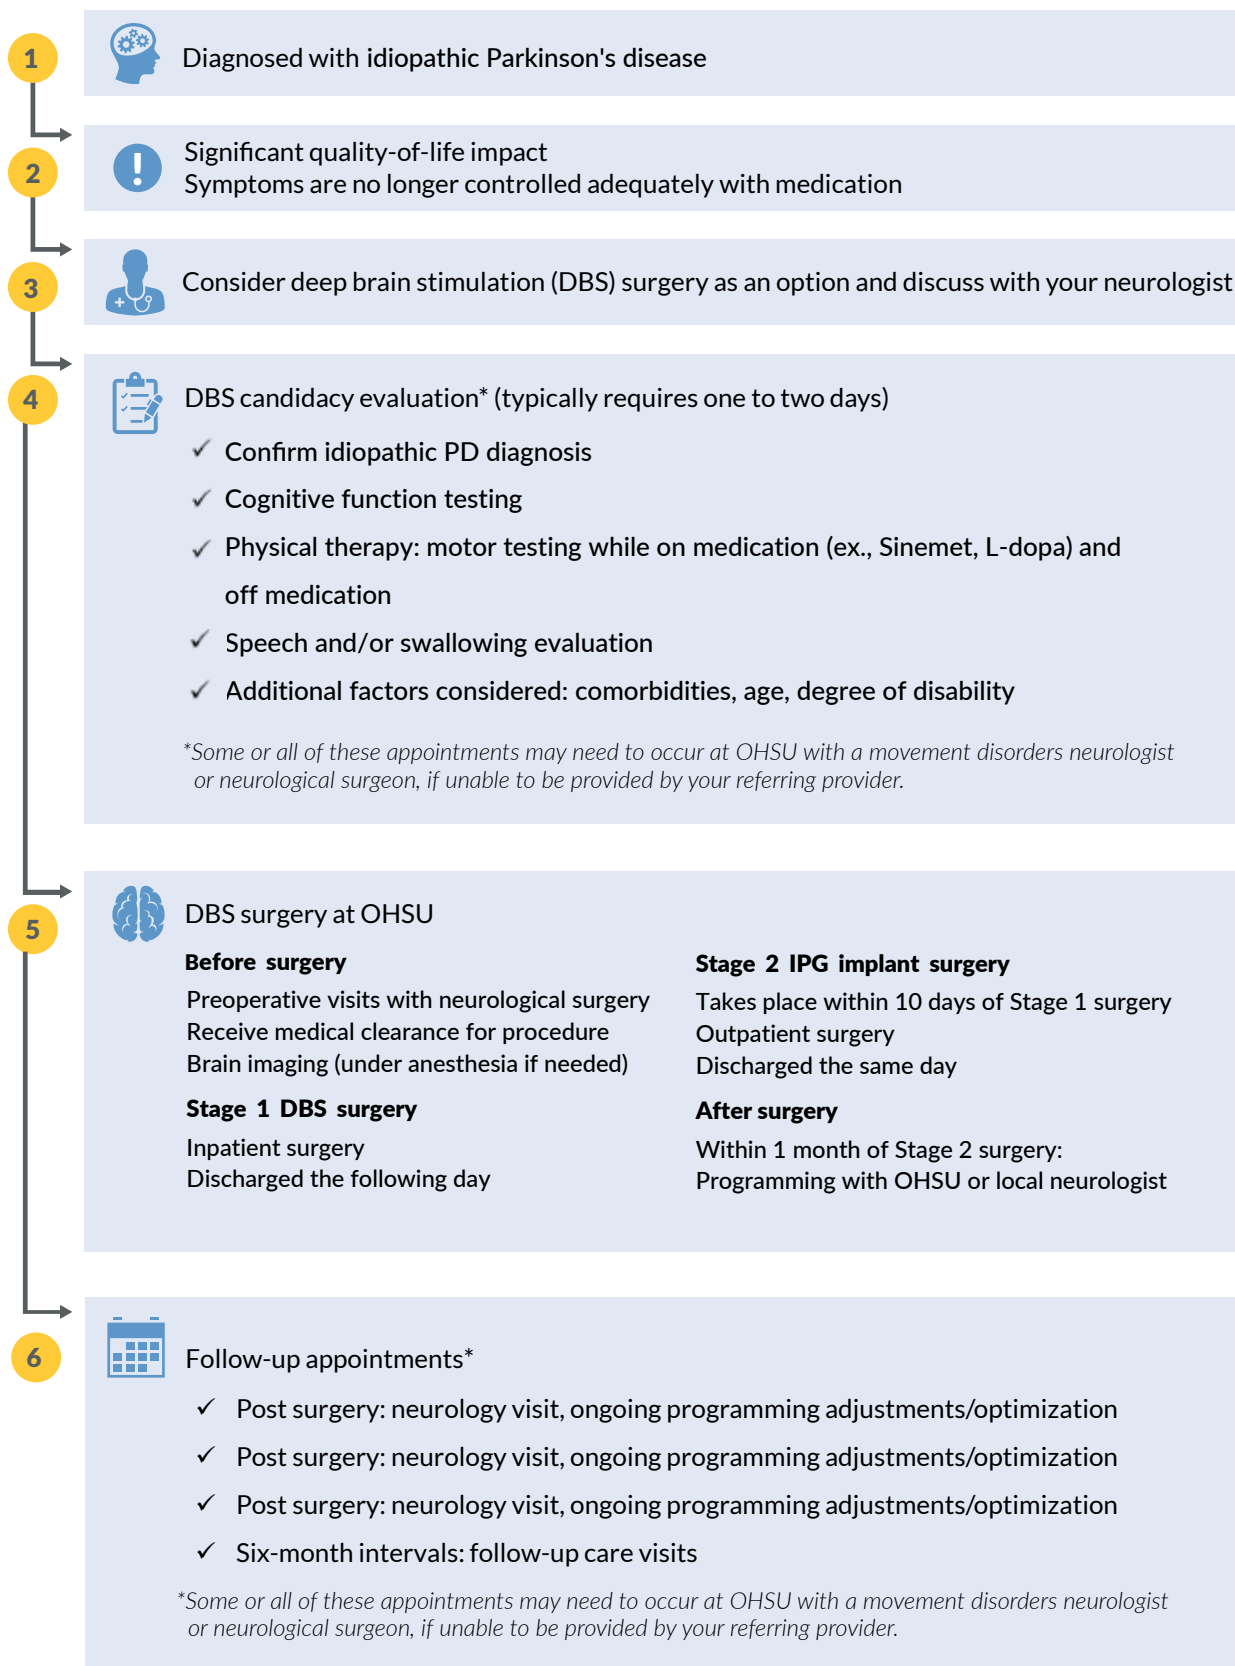 1
Diagnosed with idiopathic Parkinson's disease
2
Significant quality-of-life impact
Symptoms are no longer controlled adequately with medication
3
Consider deep brain stimulation (DBS) surgery as an option and discuss with your neurologist
4
DBS candidacy evaluation* (typically requires one to two days)
✓ Confirm idiopathic PD diagnosis
✓ Cognitive function testing
✓ Physical therapy: motor testing while on medication (ex., Sinemet, L-dopa) and
off medication
✓ Speech and/or swallowing evaluation
✓ Additional factors considered: comorbidities, age, degree of disability
*Some or all of these appointments may need to occur at OHSU with a movement disorders neurologist
or neurological surgeon, if unable to be provided by your referring provider.
5
DBS surgery at OHSU
Before surgery
Preoperative visits with neurological surgery
Receive medical clearance for procedure
Brain imaging (under anesthesia if needed)
Stage 1 DBS surgery
Inpatient surgery
Discharged the following day
Stage 2 IPG implant surgery
Takes place within 10 days of Stage 1 surgery
Outpatient surgery
Discharged the same day
After surgery
Within 1 month of Stage 2 surgery:
Programming with OHSU or local neurologist
6
Follow-up appointments*
✓ Post surgery: neurology visit, ongoing programming adjustments/optimization
✓ Post surgery: neurology visit, ongoing programming adjustments/optimization
✓ Post surgery: neurology visit, ongoing programming adjustments/optimization
✓ Six-month intervals: follow-up care visits
*Some or all of these appointments may need to occur at OHSU with a movement disorders neurologist
or neurological surgeon, if unable to be provided by your referring provider.